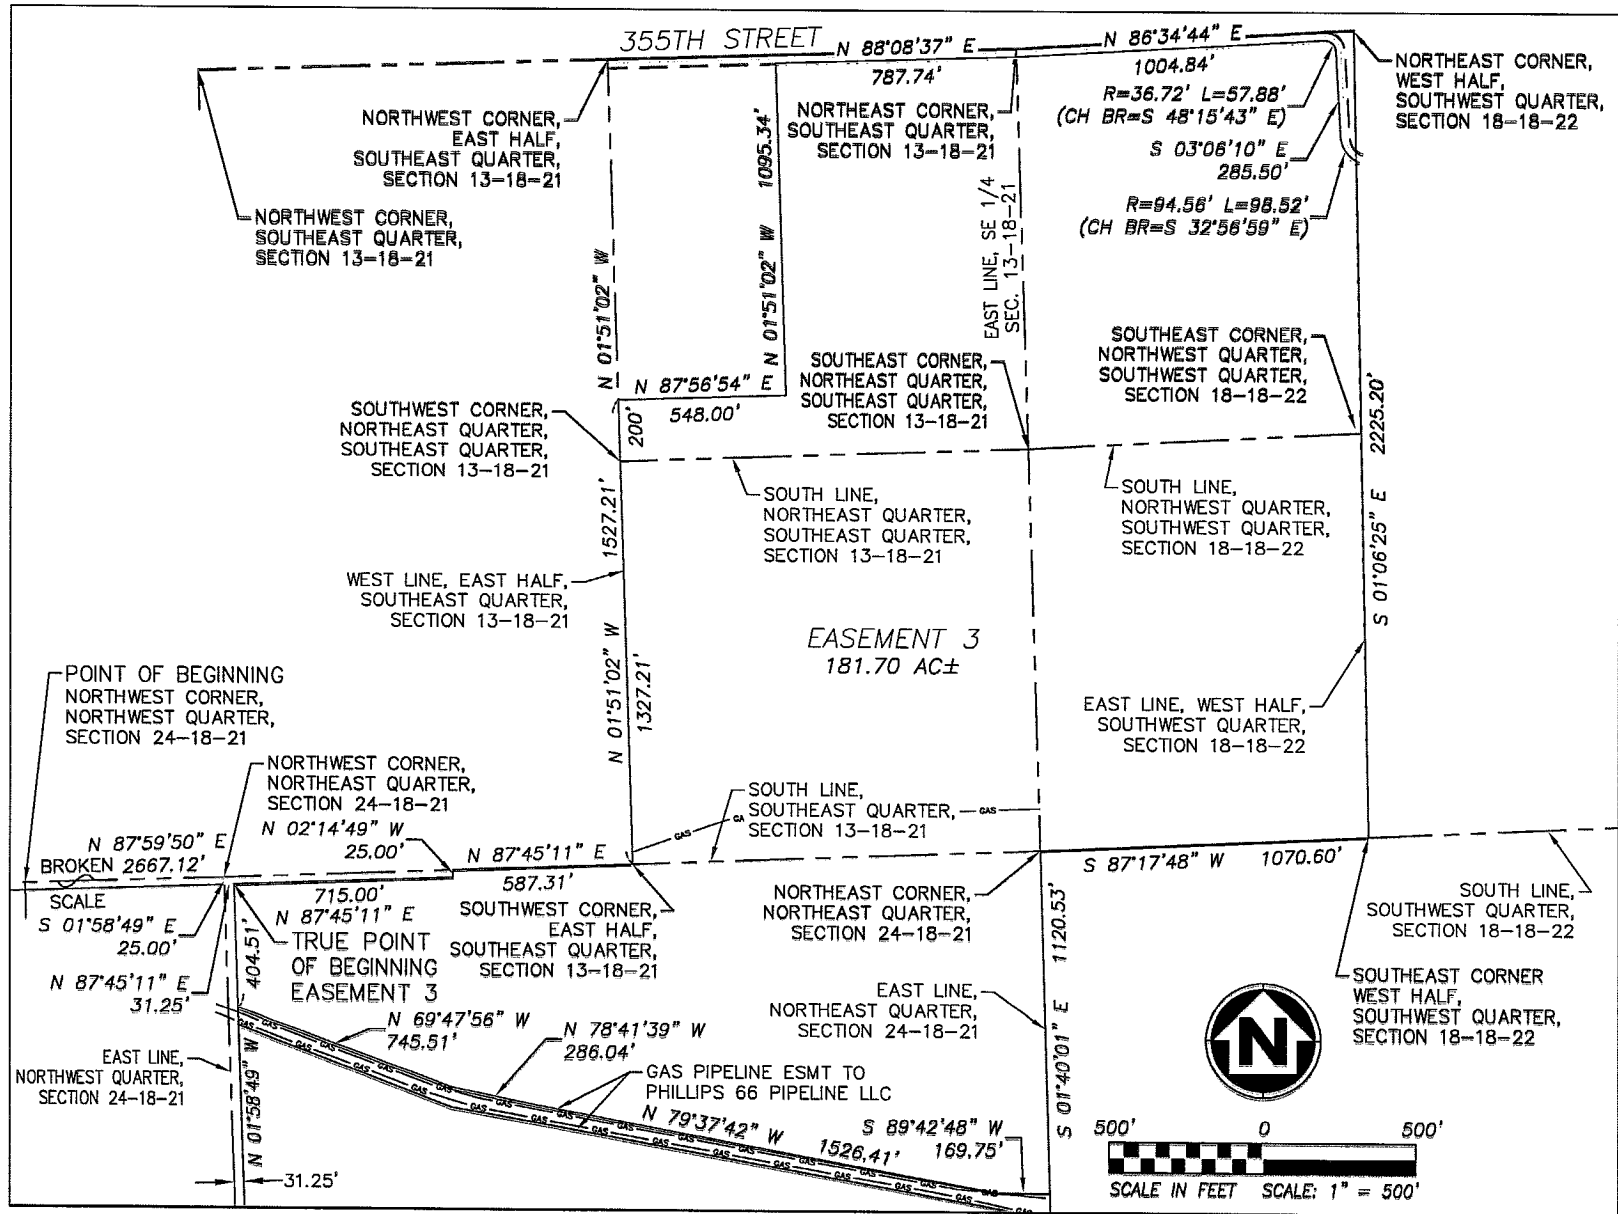 355TH STREET
N 88°08'37" E
787.74'
N 86°34'44" E
1004.84'
R=36.72' L=57.88'
(CH BR=S 48°15'43" E)
S 03°06'10" E
285.50'
R=94.56' L=98.52'
(CH BR=S 32°56'59" E)
NORTHEAST CORNER,
WEST HALF,
SOUTHWEST QUARTER,
SECTION 18-18-22
NORTHWEST CORNER,
EAST HALF,
SOUTHEAST QUARTER,
SECTION 13-18-21
NORTHWEST CORNER,
SOUTHEAST QUARTER,
SECTION 13-18-21
NORTHEAST CORNER,
SOUTHEAST QUARTER,
SECTION 13-18-21
1095.34'
N 01°51'02" W
N 01°51'02" W
EAST LINE, SE 1/4
SEC. 13-18-21
N 87°56'54" E
548.00'
200'
SOUTHEAST CORNER,
NORTHEAST QUARTER,
SOUTHEAST QUARTER,
SECTION 13-18-21
SOUTHEAST CORNER,
NORTHWEST QUARTER,
SOUTHWEST QUARTER,
SECTION 18-18-22
SOUTHWEST CORNER,
NORTHEAST QUARTER,
SOUTHEAST QUARTER,
SECTION 13-18-21
2225.20'
S 01°06'25" E
1527.21'
SOUTH LINE,
NORTHEAST QUARTER,
SOUTHEAST QUARTER,
SECTION 13-18-21
SOUTH LINE,
NORTHWEST QUARTER,
SOUTHWEST QUARTER,
SECTION 18-18-22
WEST LINE, EAST HALF,
SOUTHEAST QUARTER,
SECTION 13-18-21
N 01°51'02" W
1327.21'
EASEMENT 3
181.70 AC±
POINT OF BEGINNING
NORTHWEST CORNER,
NORTHWEST QUARTER,
SECTION 24-18-21
EAST LINE, WEST HALF,
SOUTHWEST QUARTER,
SECTION 18-18-22
NORTHWEST CORNER,
NORTHEAST QUARTER,
SECTION 24-18-21
SOUTH LINE,
SOUTHEAST QUARTER,
SECTION 13-18-21
GAS
GA
GAS
N 87°59'50" E
BROKEN 2667.12'
SCALE
N 02°14'49" W
25.00'
N 87°45'11" E
587.31'
715.00'
N 87°45'11" E
S 87°17'48" W 1070.60'
S 01°58'49" E
25.00'
N 87°45'11" E
31.25'
404.51'
TRUE POINT
OF BEGINNING
EASEMENT 3
SOUTHWEST CORNER,
EAST HALF,
SOUTHEAST QUARTER,
SECTION 13-18-21
NORTHEAST CORNER,
NORTHEAST QUARTER,
SECTION 24-18-21
1120.53'
SOUTH LINE,
SOUTHWEST QUARTER,
SECTION 18-18-22
SOUTHEAST CORNER
WEST HALF,
SOUTHWEST QUARTER,
SECTION 18-18-22
EAST LINE,
NORTHEAST QUARTER,
SECTION 24-18-21
S 01°40'01" E
N 69°47'56" W
745.51'
N 78°41'39" W
286.04'
GAS PIPELINE ESMT TO
PHILLIPS 66 PIPELINE LLC
EAST LINE,
NORTHWEST QUARTER,
SECTION 24-18-21
N 01°58'49" W
31.25'
N 79°37'42" W
1526.41'
S 89°42'48" W
169.75'
N
500' 0 500'
SCALE IN FEET SCALE: 1" = 500'